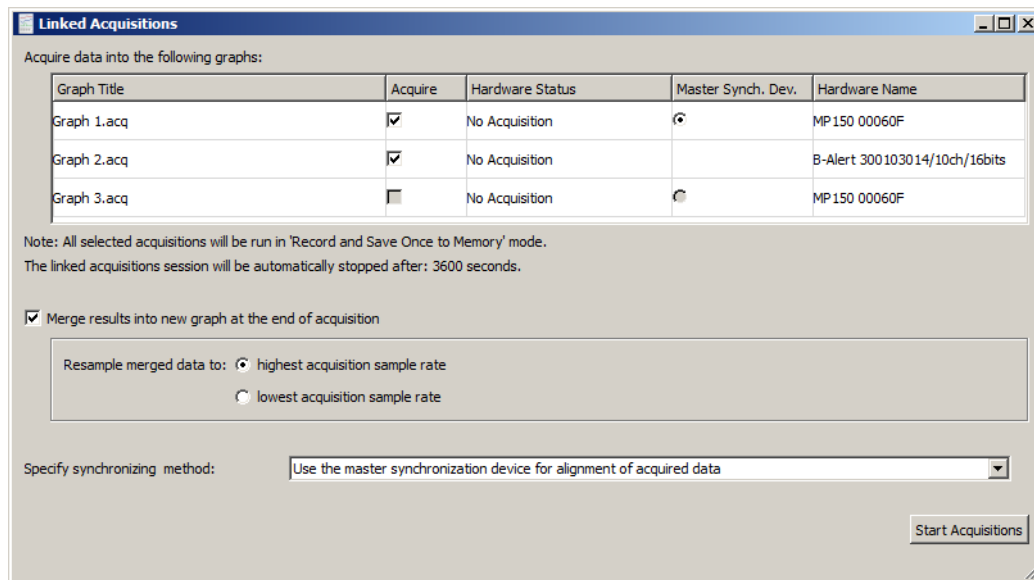 Linked Acquisitions
Acquire data into the following graphs:
Graph Title Acquire Hardware Status Master Synch. Dev. Hardware Name
Graph 1.acq No Acquisition MP150 00060F
Graph 2.acq No Acquisition B-Alert 300103014/10ch/16bits
Graph 3.acq No Acquisition MP150 00060F
Note: All selected acquisitions will be run in 'Record and Save Once to Memory' mode.
The linked acquisitions session will be automatically stopped after: 3600 seconds.
Merge results into new graph at the end of acquisition
Resample merged data to: highest acquisition sample rate
lowest acquisition sample rate
Specify synchronizing method: Use the master synchronization device for alignment of acquired data
Start Acquisitions